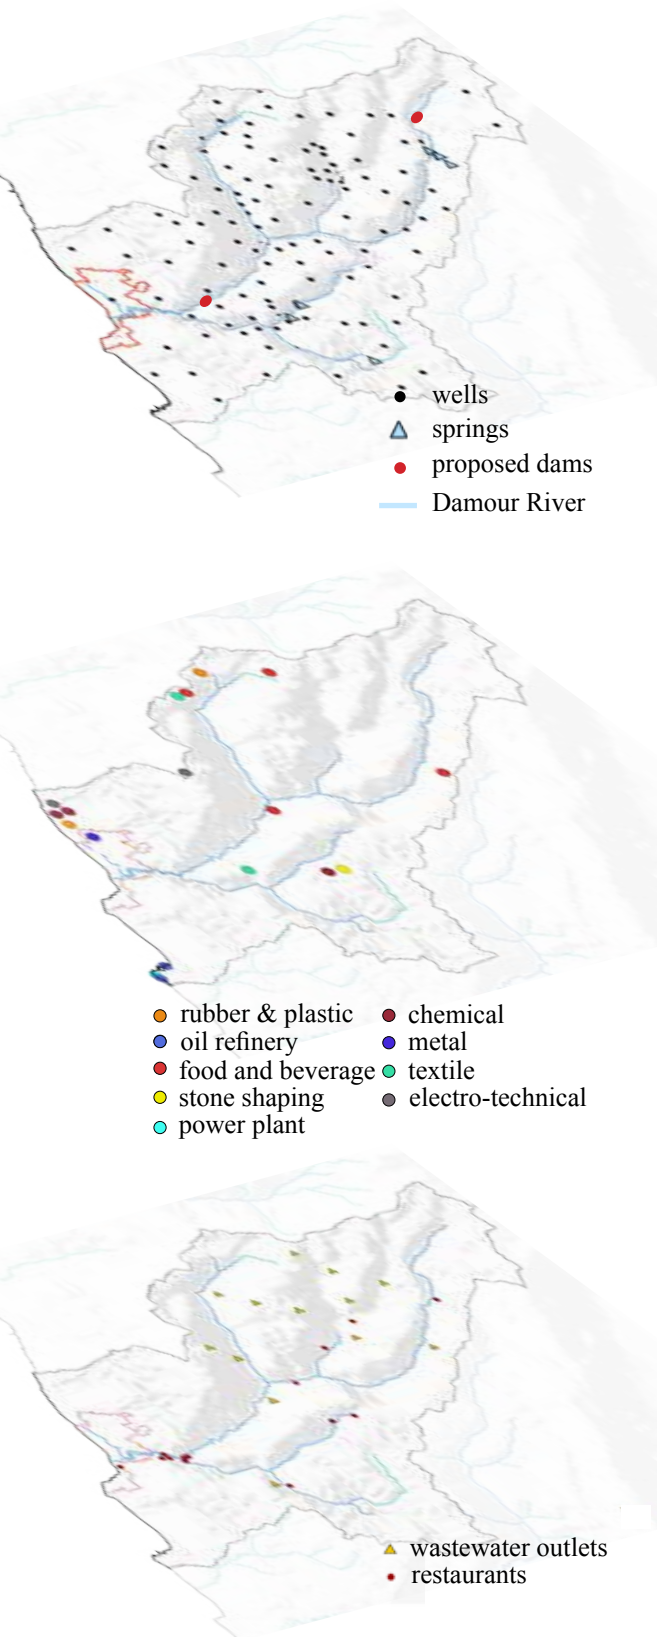 wells
springs
proposed dams
Damour River
rubber & plastic
chemical
oil refinery
metal
food and beverage
textile
stone shaping
electro-technical
power plant
wastewater outlets
restaurants